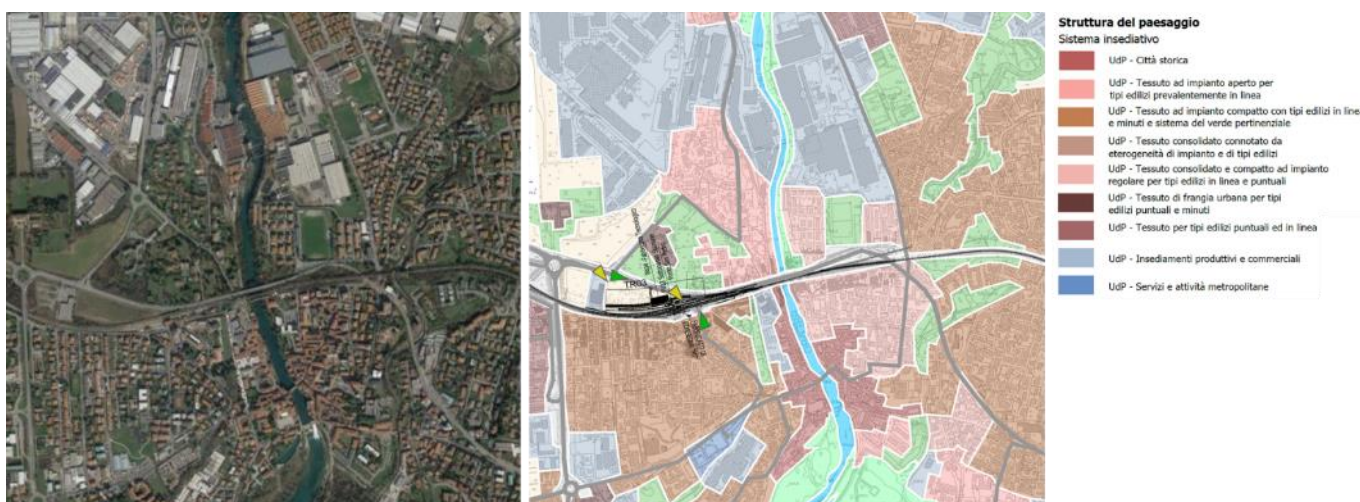 Struttura del paesaggio
Sistema insediativo
UdP - Città storica
UdP - Tessuto ad impianto aperto per
tipi edilizi prevalentemente in linea
UdP - Tessuto ad impianto compatto con tipi edilizi in line
e minuti e sistema del verde pertinenziale
UdP - Tessuto consolidato connotato da
eterogeneità di impianto e di tipi edilizi
UdP - Tessuto consolidato e compatto ad impianto
regolare per tipi edilizi in linea e puntuali
UdP - Tessuto di frangia urbana per tipi
edilizi puntuali e minuti
UdP - Tessuto per tipi edilizi puntuali ed in linea
UdP - Insediamenti produttivi e commerciali
UdP - Servizi e attività metropolitane